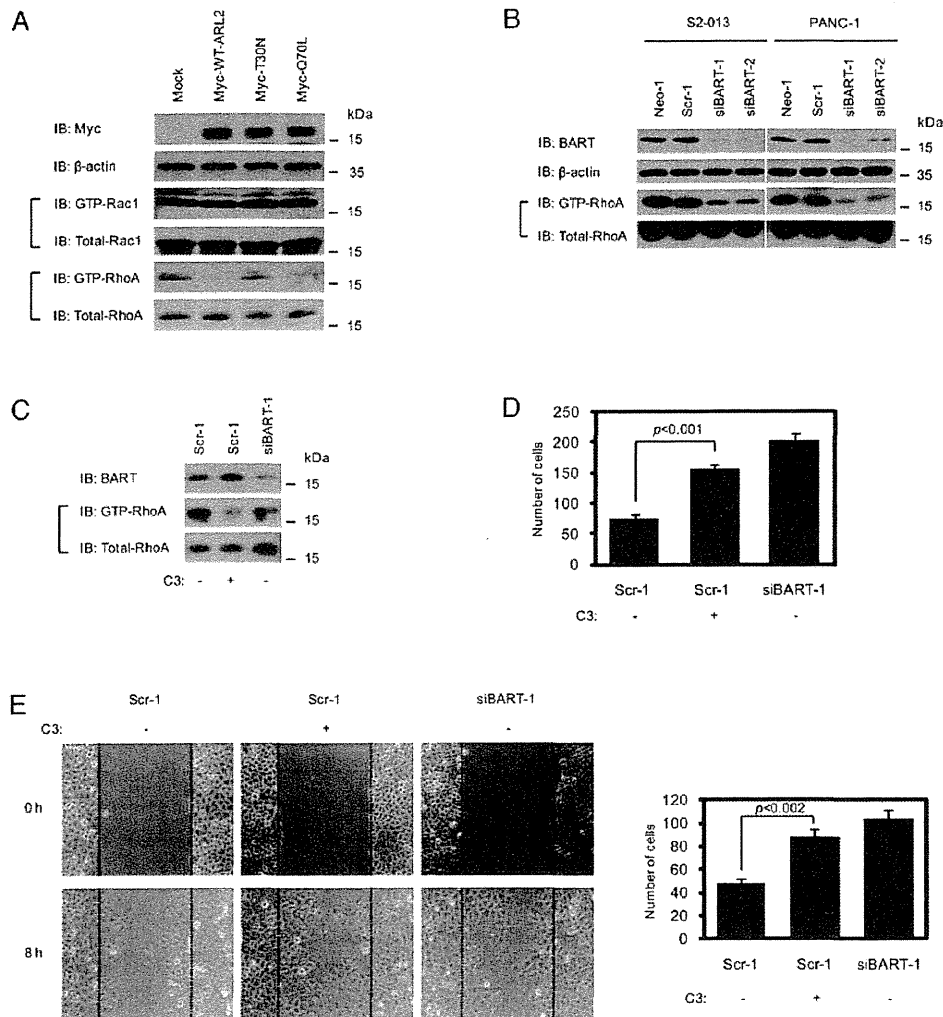 A
Mock
Myc-WT-ARL2
Myc-T30N
Myc-Q70L
kDa
IB: Myc
15
IB: β-actin
35
IB: GTP-Rac1
15
IB: Total-Rac1
15
IB: GTP-RhoA
IB: Total-RhoA
15
B
S2-013
PANC-1
Neo-1
Scr-1
siBART-1
siBART-2
Neo-1
Scr-1
siBART-1
siBART-2
kDa
IB: BART
15
IB: β-actin
35
IB: GTP-RhoA
IB: Total-RhoA
15
C
Scr-1
Scr-1
siBART-1
kDa
IB: BART
15
IB: GTP-RhoA
15
IB: Total-RhoA
15
C3: - + -
D
Number of cells
250
200
150
100
50
0
p<0.001
Scr-1 Scr-1 siBART-1
C3: - + -
E
Scr-1 Scr-1 siBART-1
C3: - + -
0 h
8 h
Number of cells
120
100
80
60
40
20
0
p<0.002
Scr-1 Scr-1 siBART-1
C3: - + -